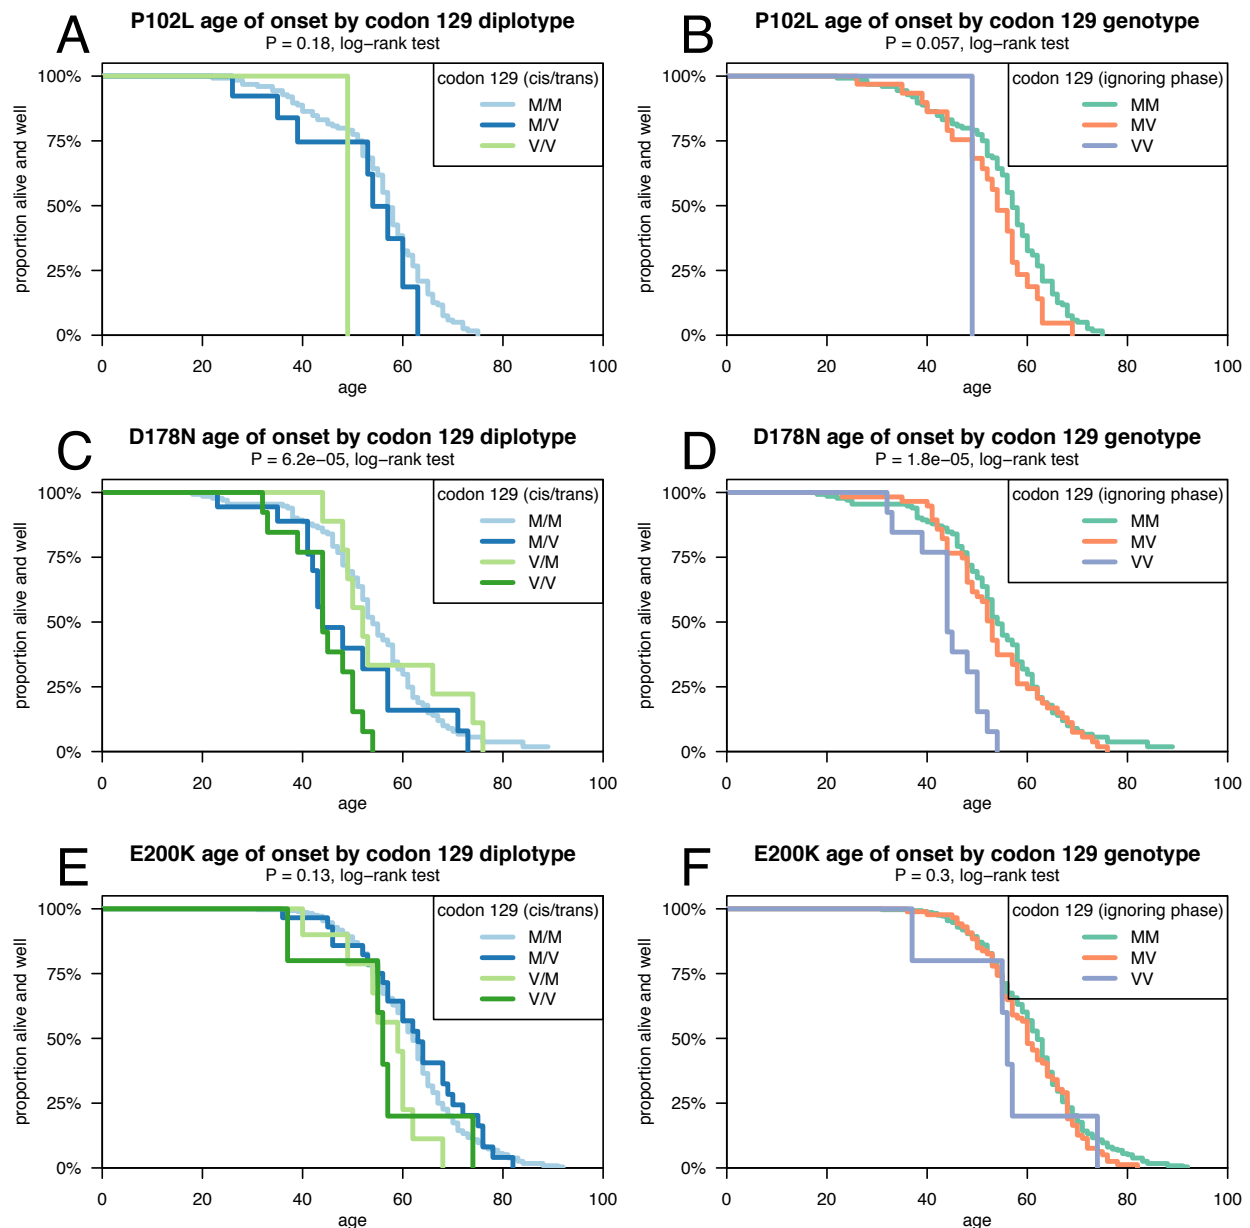 A
P102L age of onset by codon 129 diplotype
P = 0.18, log−rank test
codon 129 (cis/trans)
M/M
M/V
V/V
proportion alive and well
100%
75%
50%
25%
0%
0 20 40 60 80 100
age
B
P102L age of onset by codon 129 genotype
P = 0.057, log−rank test
codon 129 (ignoring phase)
MM
MV
VV
proportion alive and well
100%
75%
50%
25%
0%
0 20 40 60 80 100
age
C
D178N age of onset by codon 129 diplotype
P = 6.2e−05, log−rank test
codon 129 (cis/trans)
M/M
M/V
V/M
V/V
proportion alive and well
100%
75%
50%
25%
0%
0 20 40 60 80 100
age
D
D178N age of onset by codon 129 genotype
P = 1.8e−05, log−rank test
codon 129 (ignoring phase)
MM
MV
VV
proportion alive and well
100%
75%
50%
25%
0%
0 20 40 60 80 100
age
E
E200K age of onset by codon 129 diplotype
P = 0.13, log−rank test
codon 129 (cis/trans)
M/M
M/V
V/M
V/V
proportion alive and well
100%
75%
50%
25%
0%
0 20 40 60 80 100
age
F
E200K age of onset by codon 129 genotype
P = 0.3, log−rank test
codon 129 (ignoring phase)
MM
MV
VV
proportion alive and well
100%
75%
50%
25%
0%
0 20 40 60 80 100
age